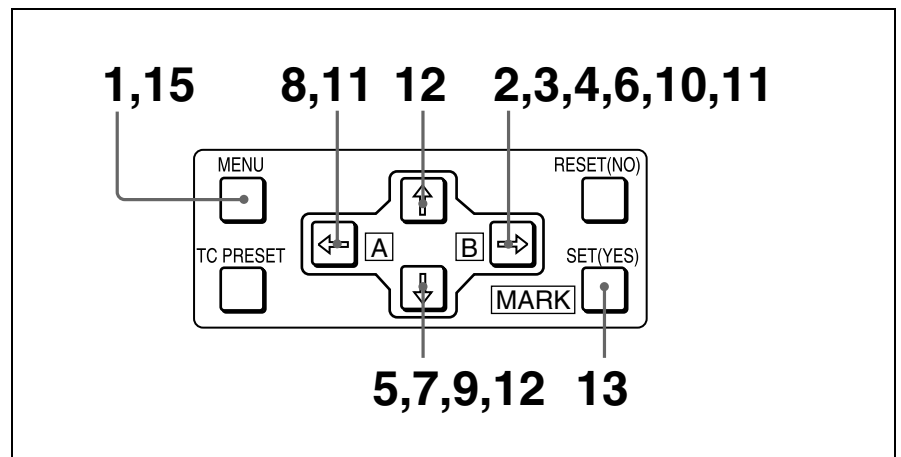 1,15 8,11 12 2,3,4,6,10,11
MENU RESET(NO)
A B
TC PRESET SET(YES)
MARK
5,7,9,12 13